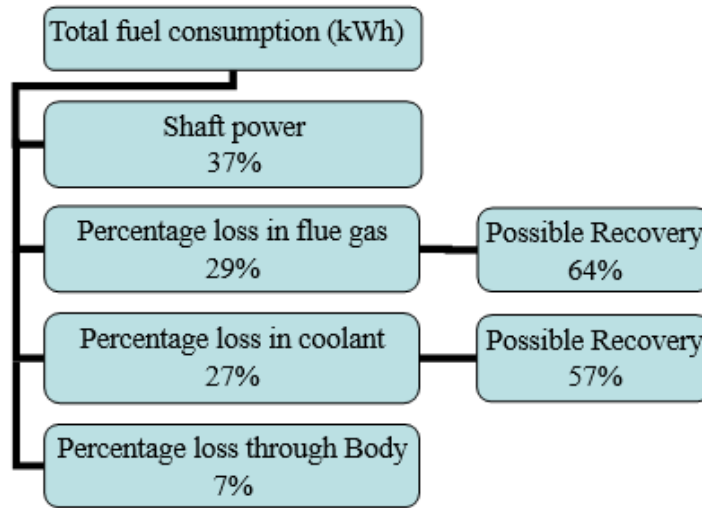 Total fuel consumption (kWh)
Shaft power
37%
Percentage loss in flue gas
29%
Possible Recovery
64%
Percentage loss in coolant
27%
Possible Recovery
57%
Percentage loss through Body
7%